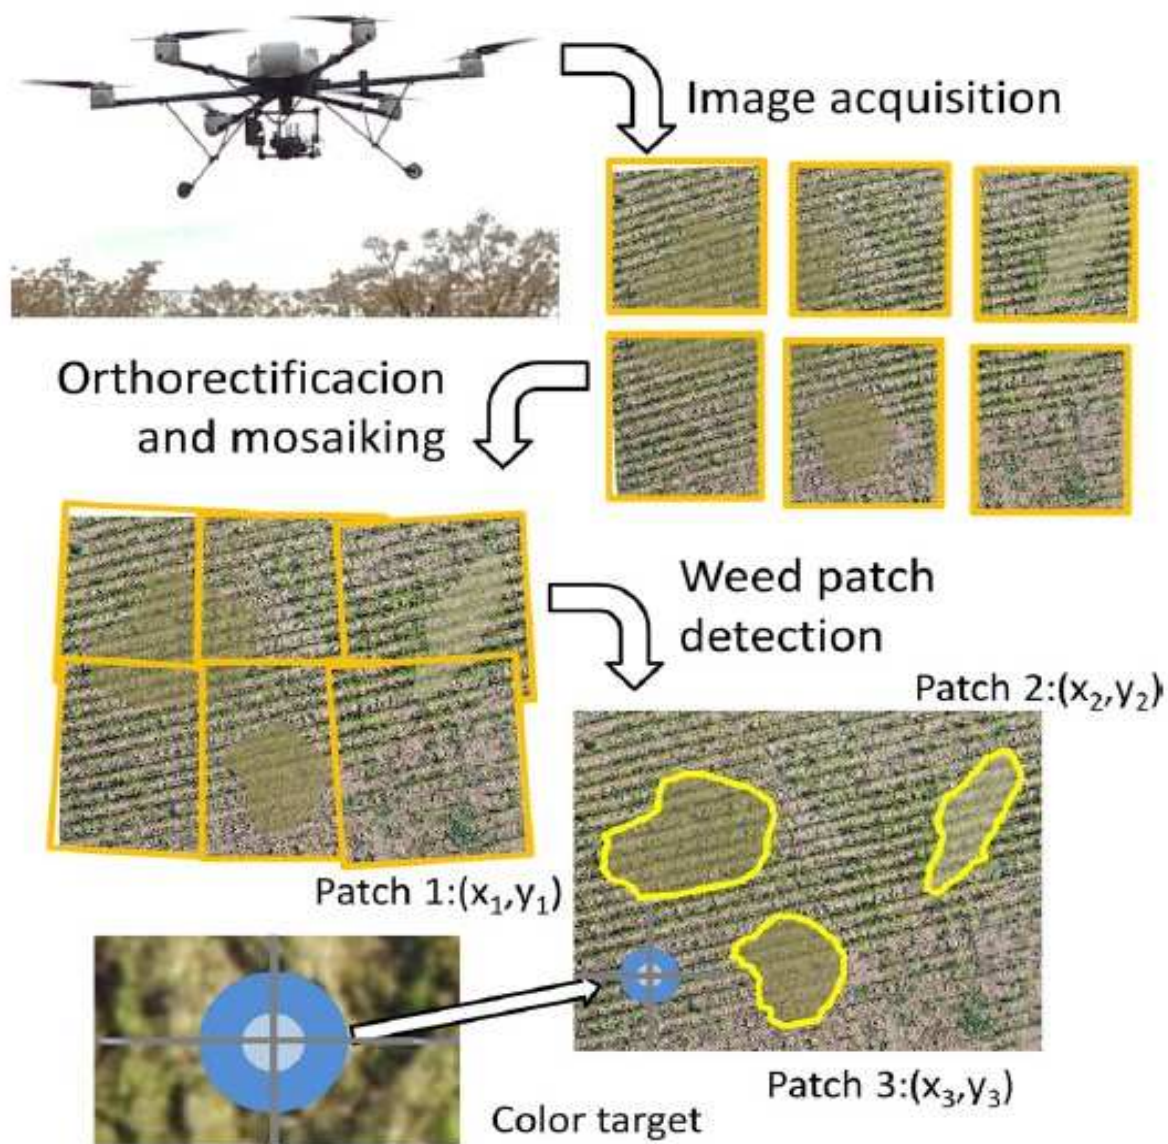 Image acquisition
Orthorectificacion
and mosaiking
Weed patch
detection
Patch 2:(x₂,y₂)
Patch 1:(x₁,y₁)
Patch 3:(x₃,y₃)
Color target